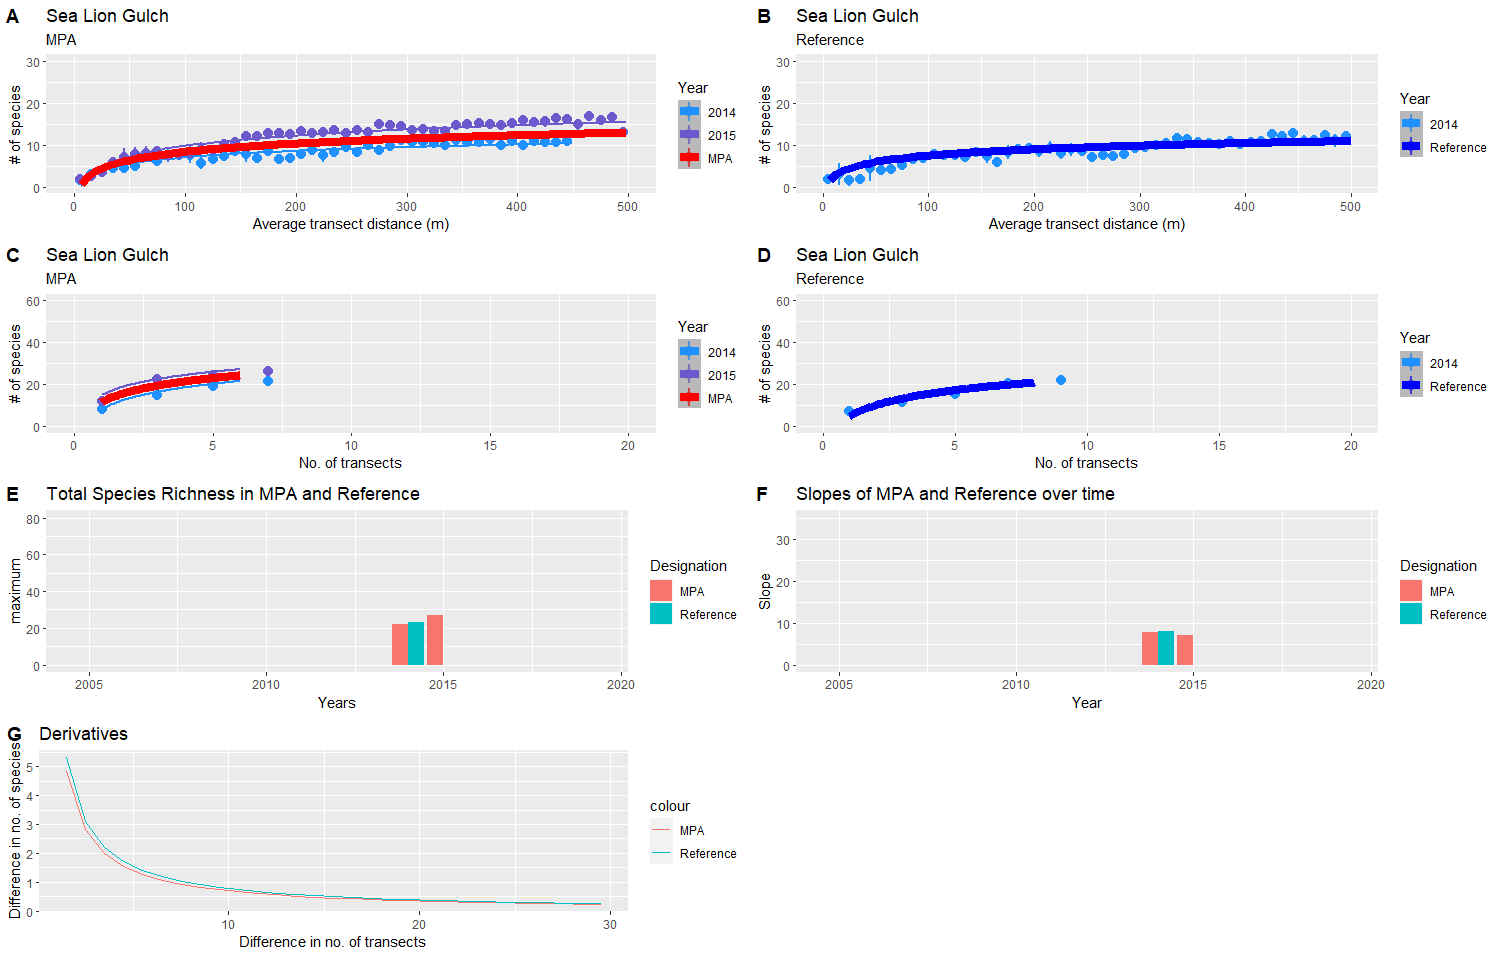 A
Sea Lion Gulch
MPA
# of species
30
20
10
0
0
100
200
300
400
500
Average transect distance (m)
Year
2014
2015
MPA
B
Sea Lion Gulch
Reference
# of species
30
20
10
0
0
100
200
300
400
500
Average transect distance (m)
Year
2014
Reference
C
Sea Lion Gulch
MPA
# of species
60
40
20
0
0
5
10
15
20
No. of transects
Year
2014
2015
MPA
D
Sea Lion Gulch
Reference
# of species
60
40
20
0
0
5
10
15
20
No. of transects
Year
2014
Reference
E
Total Species Richness in MPA and Reference
maximum
80
60
40
20
0
2005
2010
2015
2020
Years
Designation
MPA
Reference
F
Slopes of MPA and Reference over time
Slope
30
20
10
0
2005
2010
2015
2020
Year
Designation
MPA
Reference
G
Derivatives
Difference in no. of species
5
4
3
2
1
0
10
20
30
Difference in no. of transects
colour
MPA
Reference